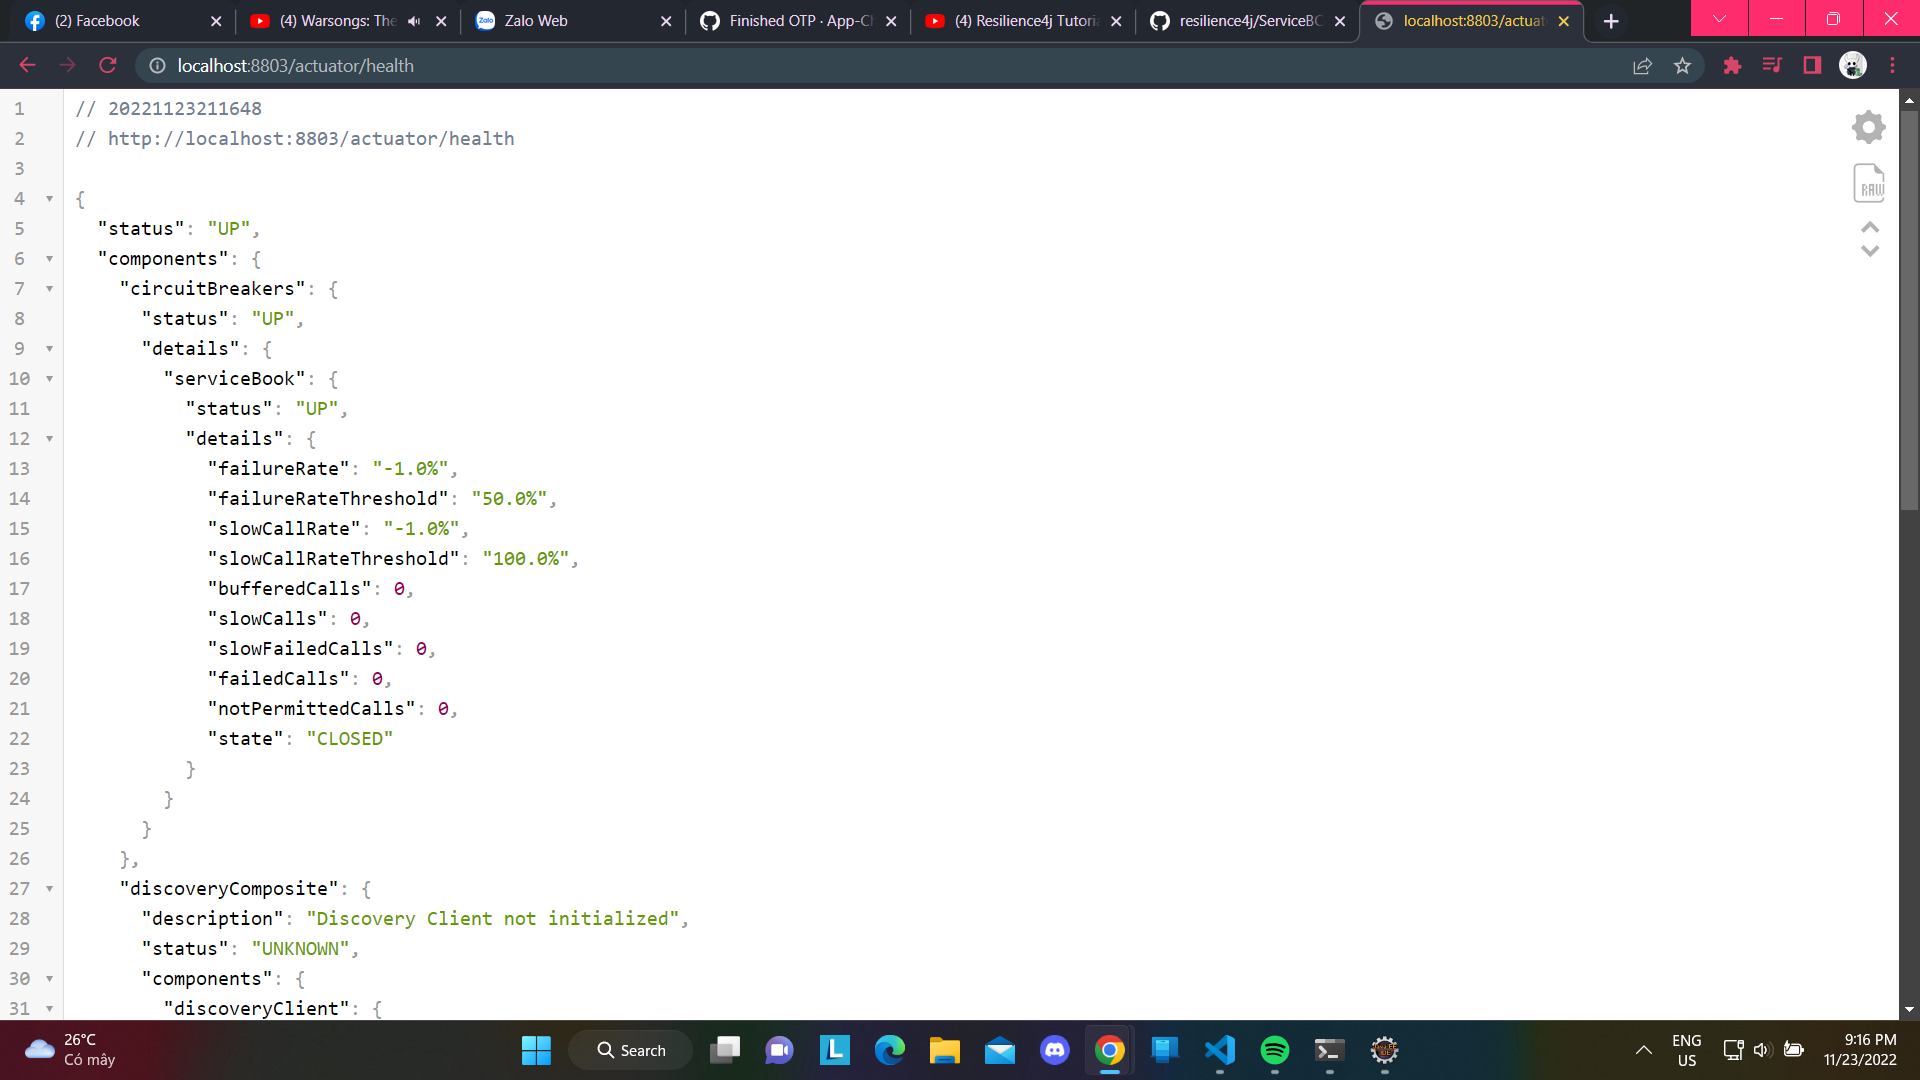 (2) Facebook
(4) Warsongs: The
Zalo Web
Finished OTP · App-Ch
(4) Resilience4j Tutoria
resilience4j/ServiceBC
localhost:8803/actuat
localhost:8803/actuator/health
1 // 20221123211648
2 // http://localhost:8803/actuator/health
3
4 {
5 "status": "UP",
6 "components": {
7 "circuitBreakers": {
8 "status": "UP",
9 "details": {
10 "serviceBook": {
11 "status": "UP",
12 "details": {
13 "failureRate": "-1.0%",
14 "failureRateThreshold": "50.0%",
15 "slowCallRate": "-1.0%",
16 "slowCallRateThreshold": "100.0%",
17 "bufferedCalls": 0,
18 "slowCalls": 0,
19 "slowFailedCalls": 0,
20 "failedCalls": 0,
21 "notPermittedCalls": 0,
22 "state": "CLOSED"
23 }
24 }
25 }
26 },
27 "discoveryComposite": {
28 "description": "Discovery Client not initialized",
29 "status": "UNKNOWN",
30 "components": {
31 "discoveryClient": {
RAW
26°C
Có mây
Search
ENG
US
9:16 PM
11/23/2022